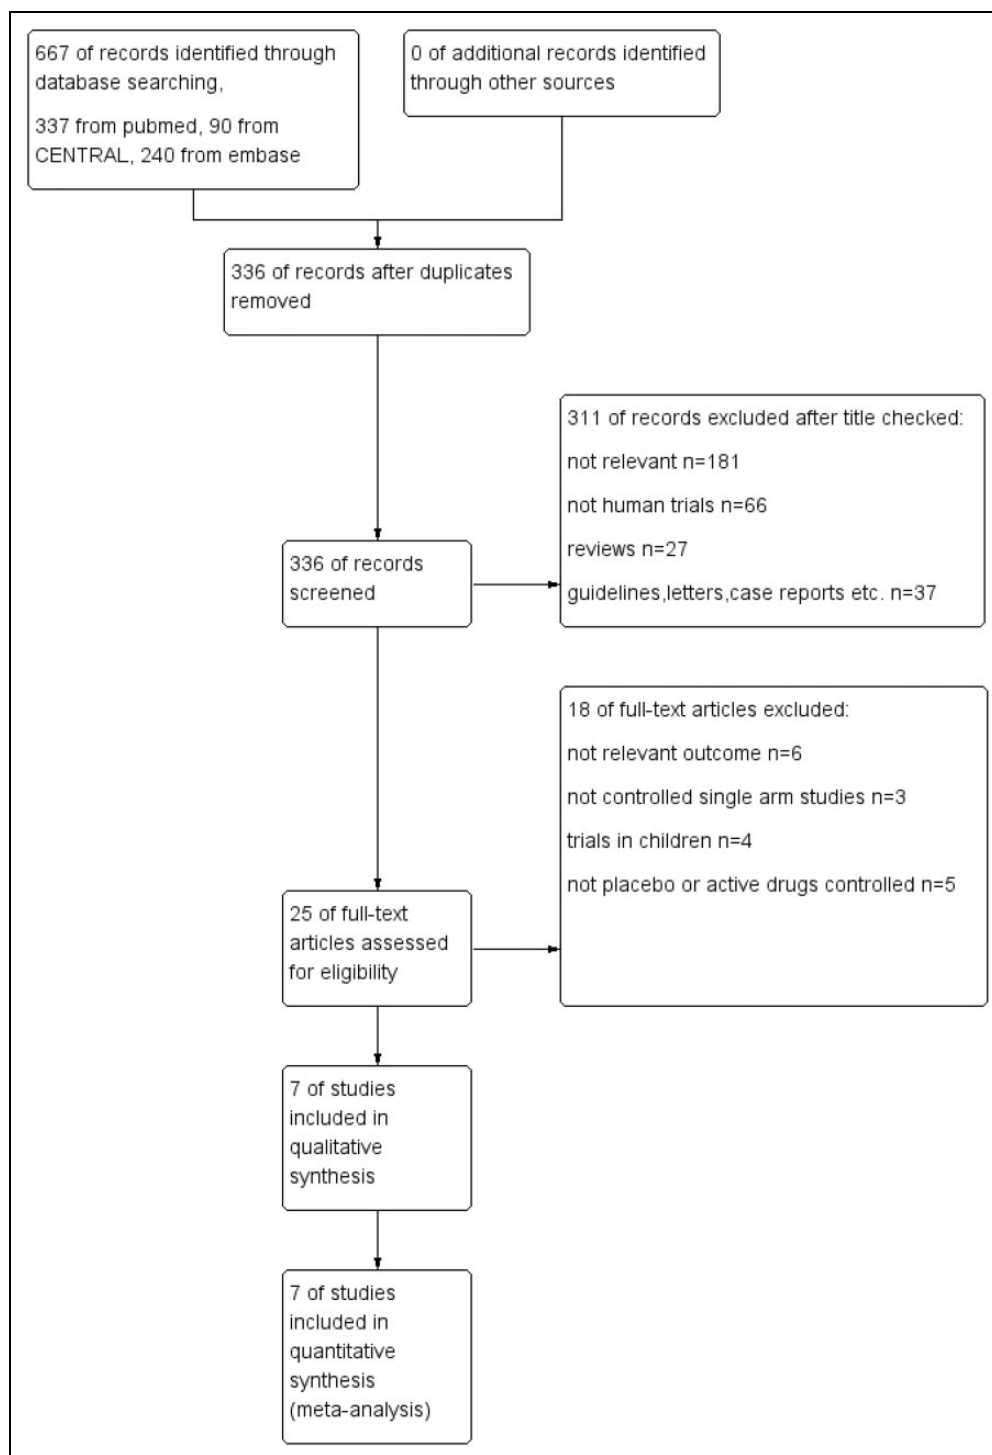 667 of records identified through
database searching,
337 from pubmed, 90 from
CENTRAL, 240 from embase
0 of additional records identified
through other sources
336 of records after duplicates
removed
311 of records excluded after title checked:
not relevant n=181
not human trials n=66
reviews n=27
guidelines,letters,case reports etc. n=37
336 of records
screened
18 of full-text articles excluded:
not relevant outcome n=6
not controlled single arm studies n=3
trials in children n=4
not placebo or active drugs controlled n=5
25 of full-text
articles assessed
for eligibility
7 of studies
included in
qualitative
synthesis
7 of studies
included in
quantitative
synthesis
(meta-analysis)